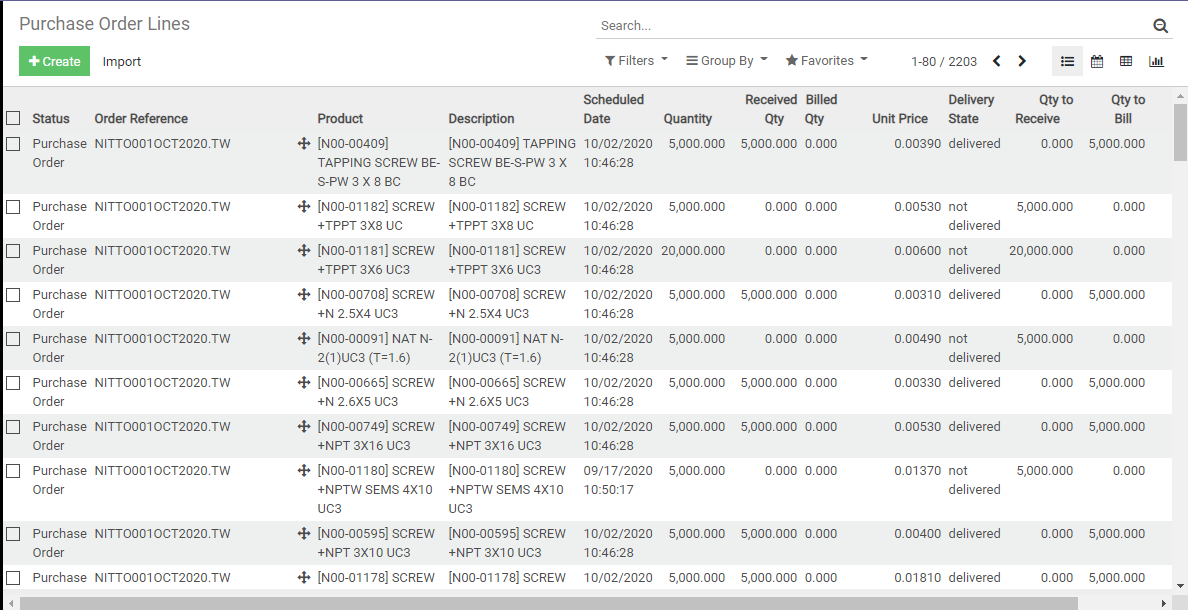 Purchase Order Lines
Search...
Create Import
Filters Group By Favorites 1-80 / 2203
Status Order Reference Product Description Scheduled Date Quantity Received Qty Billed Qty Unit Price Delivery State Qty to Receive Qty to Bill
Purchase NITTO001OCT2020.TW [N00-00409] [N00-00409] TAPPING 10/02/2020 5,000.000 5,000.000 0.000 0.00390 delivered 0.000 5,000.000
Order TAPPING SCREW BE- SCREW BE-S-PW 3 X 10:46:28
S-PW 3 X 8 BC 8 BC
Purchase NITTO001OCT2020.TW [N00-01182] SCREW [N00-01182] SCREW 10/02/2020 5,000.000 0.000 0.000 0.00530 not 5,000.000 0.000
Order +TPPT 3X8 UC +TPPT 3X8 UC 10:46:28 delivered
Purchase NITTO001OCT2020.TW [N00-01181] SCREW [N00-01181] SCREW 10/02/2020 20,000.000 0.000 0.000 0.00600 not 20,000.000 0.000
Order +TPPT 3X6 UC3 +TPPT 3X6 UC3 10:46:28 delivered
Purchase NITTO001OCT2020.TW [N00-00708] SCREW [N00-00708] SCREW 10/02/2020 5,000.000 5,000.000 0.000 0.00310 delivered 0.000 5,000.000
Order +N 2.5X4 UC3 +N 2.5X4 UC3 10:46:28
Purchase NITTO001OCT2020.TW [N00-00091] NAT N- [N00-00091] NAT N- 10/02/2020 5,000.000 0.000 0.000 0.00490 not 5,000.000 0.000
Order 2(1)UC3 (T=1.6) 2(1)UC3 (T=1.6) 10:46:28 delivered
Purchase NITTO001OCT2020.TW [N00-00665] SCREW [N00-00665] SCREW 10/02/2020 5,000.000 5,000.000 0.000 0.00330 delivered 0.000 5,000.000
Order +N 2.6X5 UC3 +N 2.6X5 UC3 10:46:28
Purchase NITTO001OCT2020.TW [N00-00749] SCREW [N00-00749] SCREW 10/02/2020 5,000.000 5,000.000 0.000 0.00530 delivered 0.000 5,000.000
Order +NPT 3X16 UC3 +NPT 3X16 UC3 10:46:28
Purchase NITTO001OCT2020.TW [N00-01180] SCREW [N00-01180] SCREW 09/17/2020 5,000.000 0.000 0.000 0.01370 not 5,000.000 0.000
Order +NPTW SEMS 4X10 +NPTW SEMS 4X10 10:50:17 delivered
UC3 UC3
Purchase NITTO001OCT2020.TW [N00-00595] SCREW [N00-00595] SCREW 10/02/2020 5,000.000 5,000.000 0.000 0.00400 delivered 0.000 5,000.000
Order +NPT 3X10 UC3 +NPT 3X10 UC3 10:46:28
Purchase NITTO001OCT2020.TW [N00-01178] SCREW [N00-01178] SCREW 10/02/2020 5,000.000 5,000.000 0.000 0.01810 delivered 0.000 5,000.000